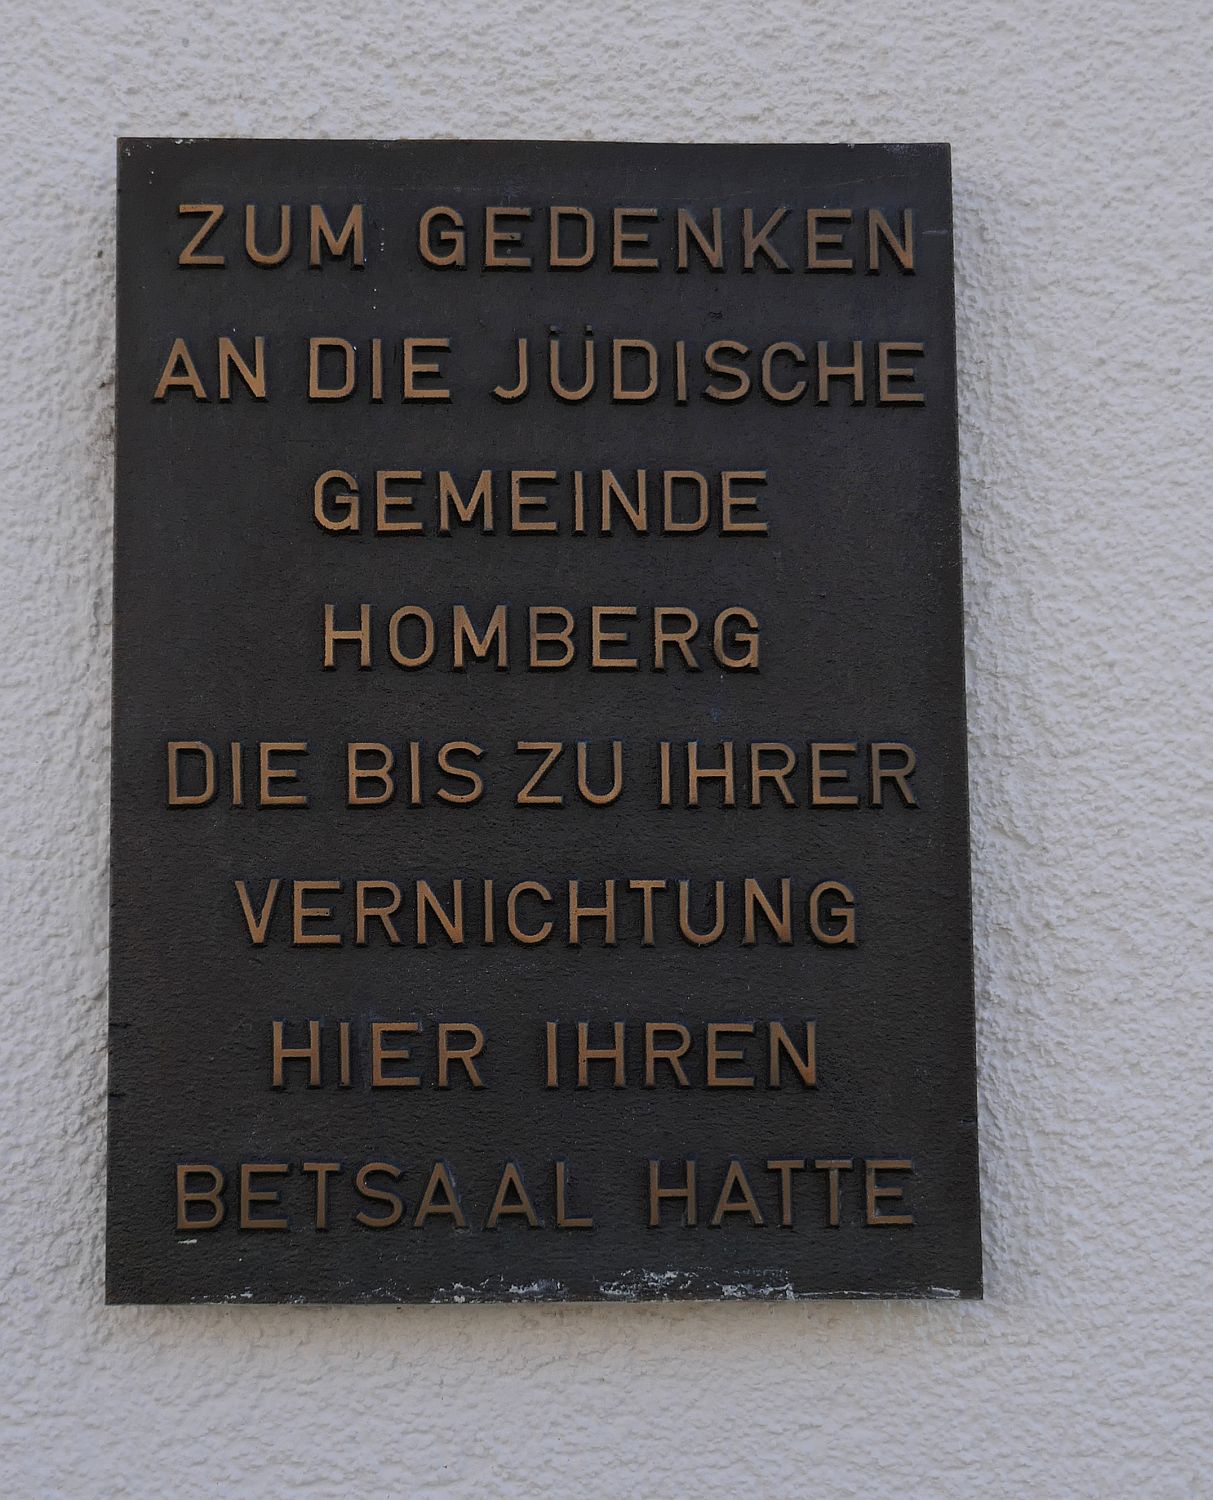 ZUM GEDENKEN
AN DIE JÜDISCHE
GEMEINDE
HOMBERG
DIE BIS ZU IHRER
VERNICHTUNG
HIER IHREN
BETSAAL HATTE